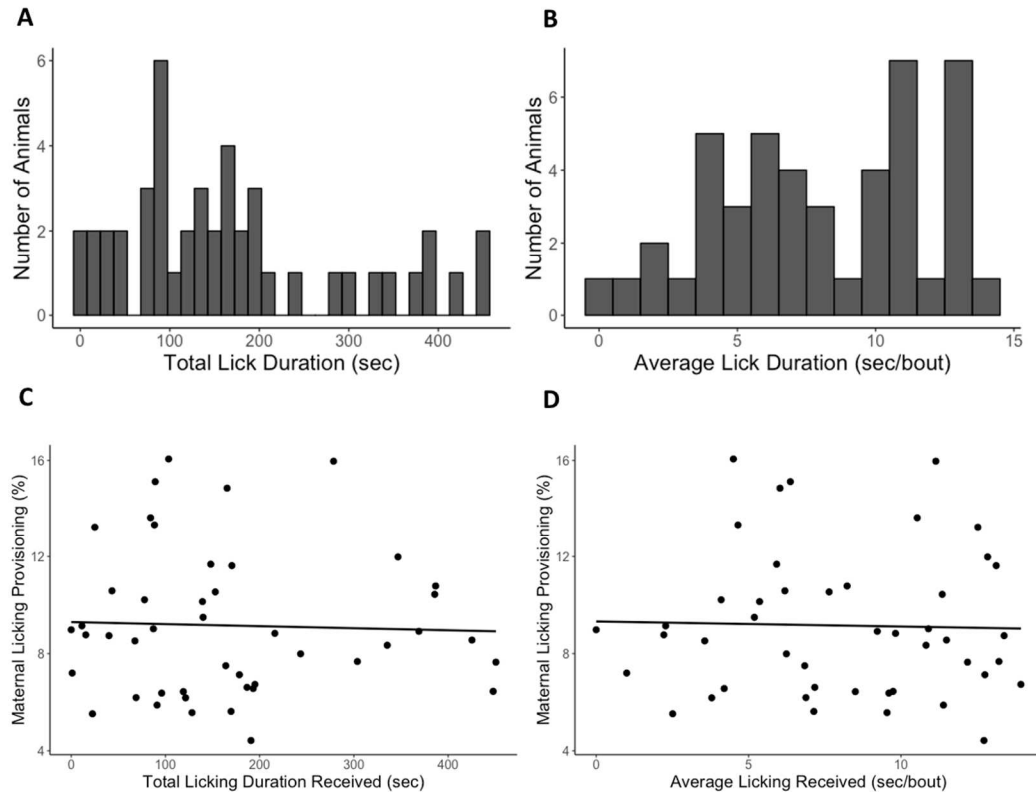 A
Number of Animals
6
4
2
0
0 100 200 300 400
Total Lick Duration (sec)
B
Number of Animals
6
4
2
0
0 5 10 15
Average Lick Duration (sec/bout)
C
Maternal Licking Provisioning (%)
16
12
8
4
0 100 200 300 400
Total Licking Duration Received (sec)
D
Maternal Licking Provisioning (%)
16
12
8
4
0 5 10
Average Licking Received (sec/bout)